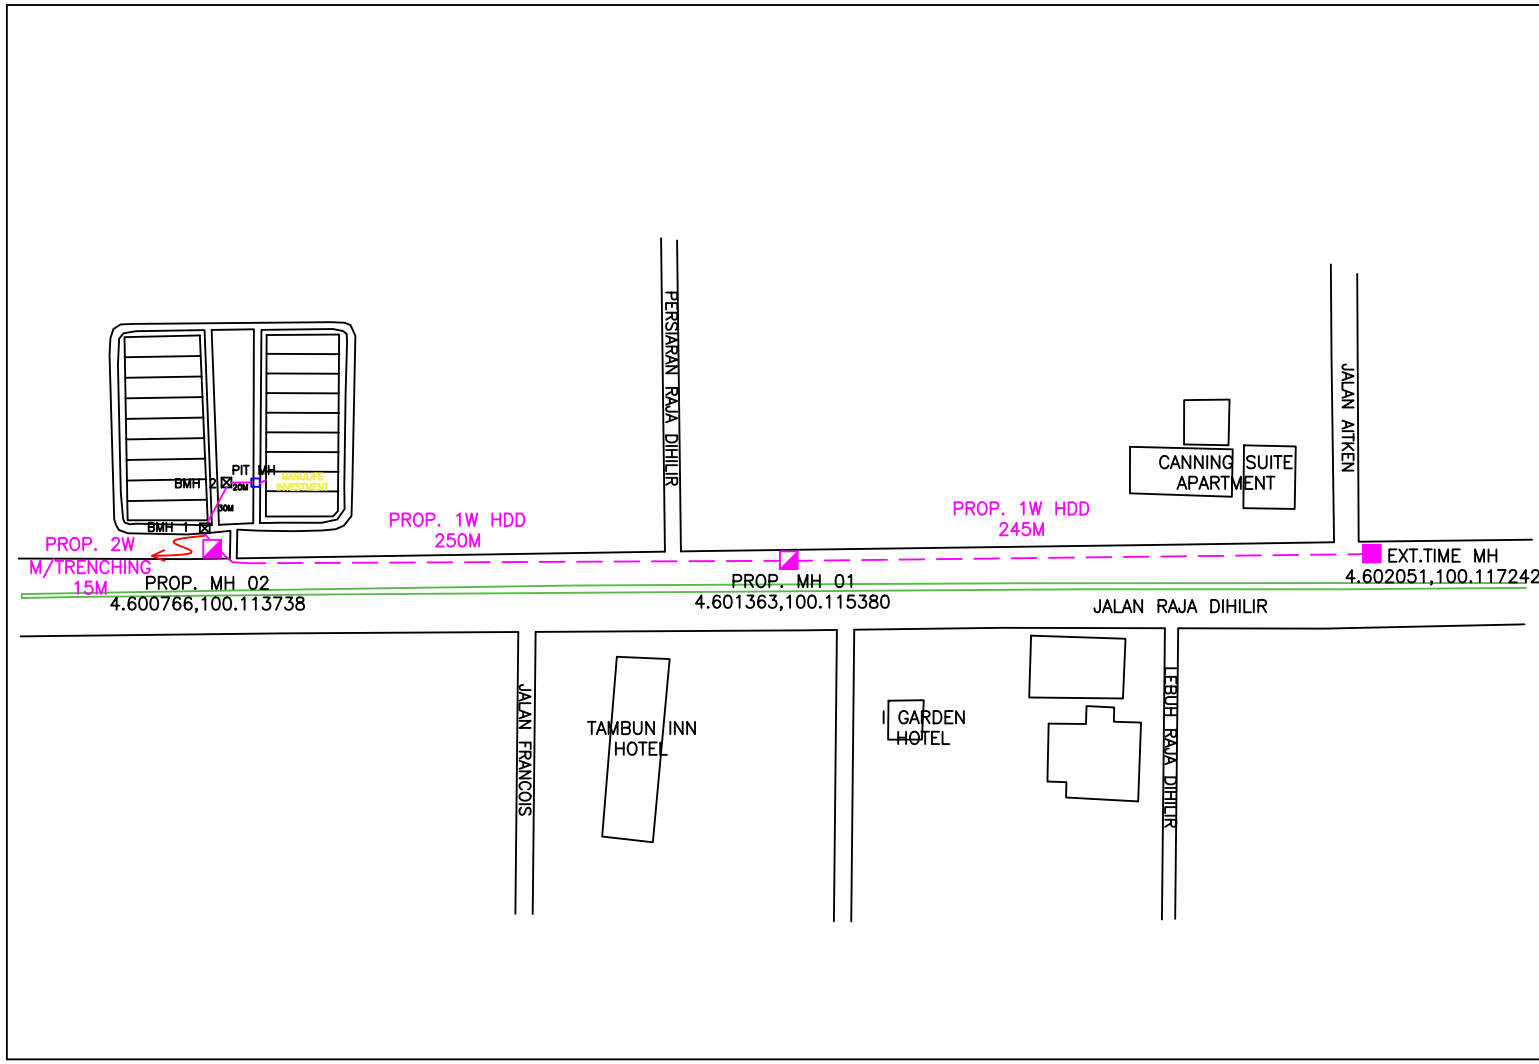 PERSIARAN RAJA DIHILIR
JALAN AITKEN
CANNING SUITE
APARTMENT
PIT MH
BMH 2
20M
MANULIFE
INVESTMENT
30M
BMH 1
PROP. 1W HDD
250M
PROP. 1W HDD
245M
PROP. 2W
M/TRENCHING
15M
PROP. MH 02
4.600766,100.113738
PROP. MH 01
4.601363,100.115380
EXT.TIME MH
4.602051,100.117242
JALAN RAJA DIHILIR
JALAN FRANCOIS
TAMBUN INN
HOTEL
I GARDEN
HOTEL
LEBUH RAJA DIHILIR